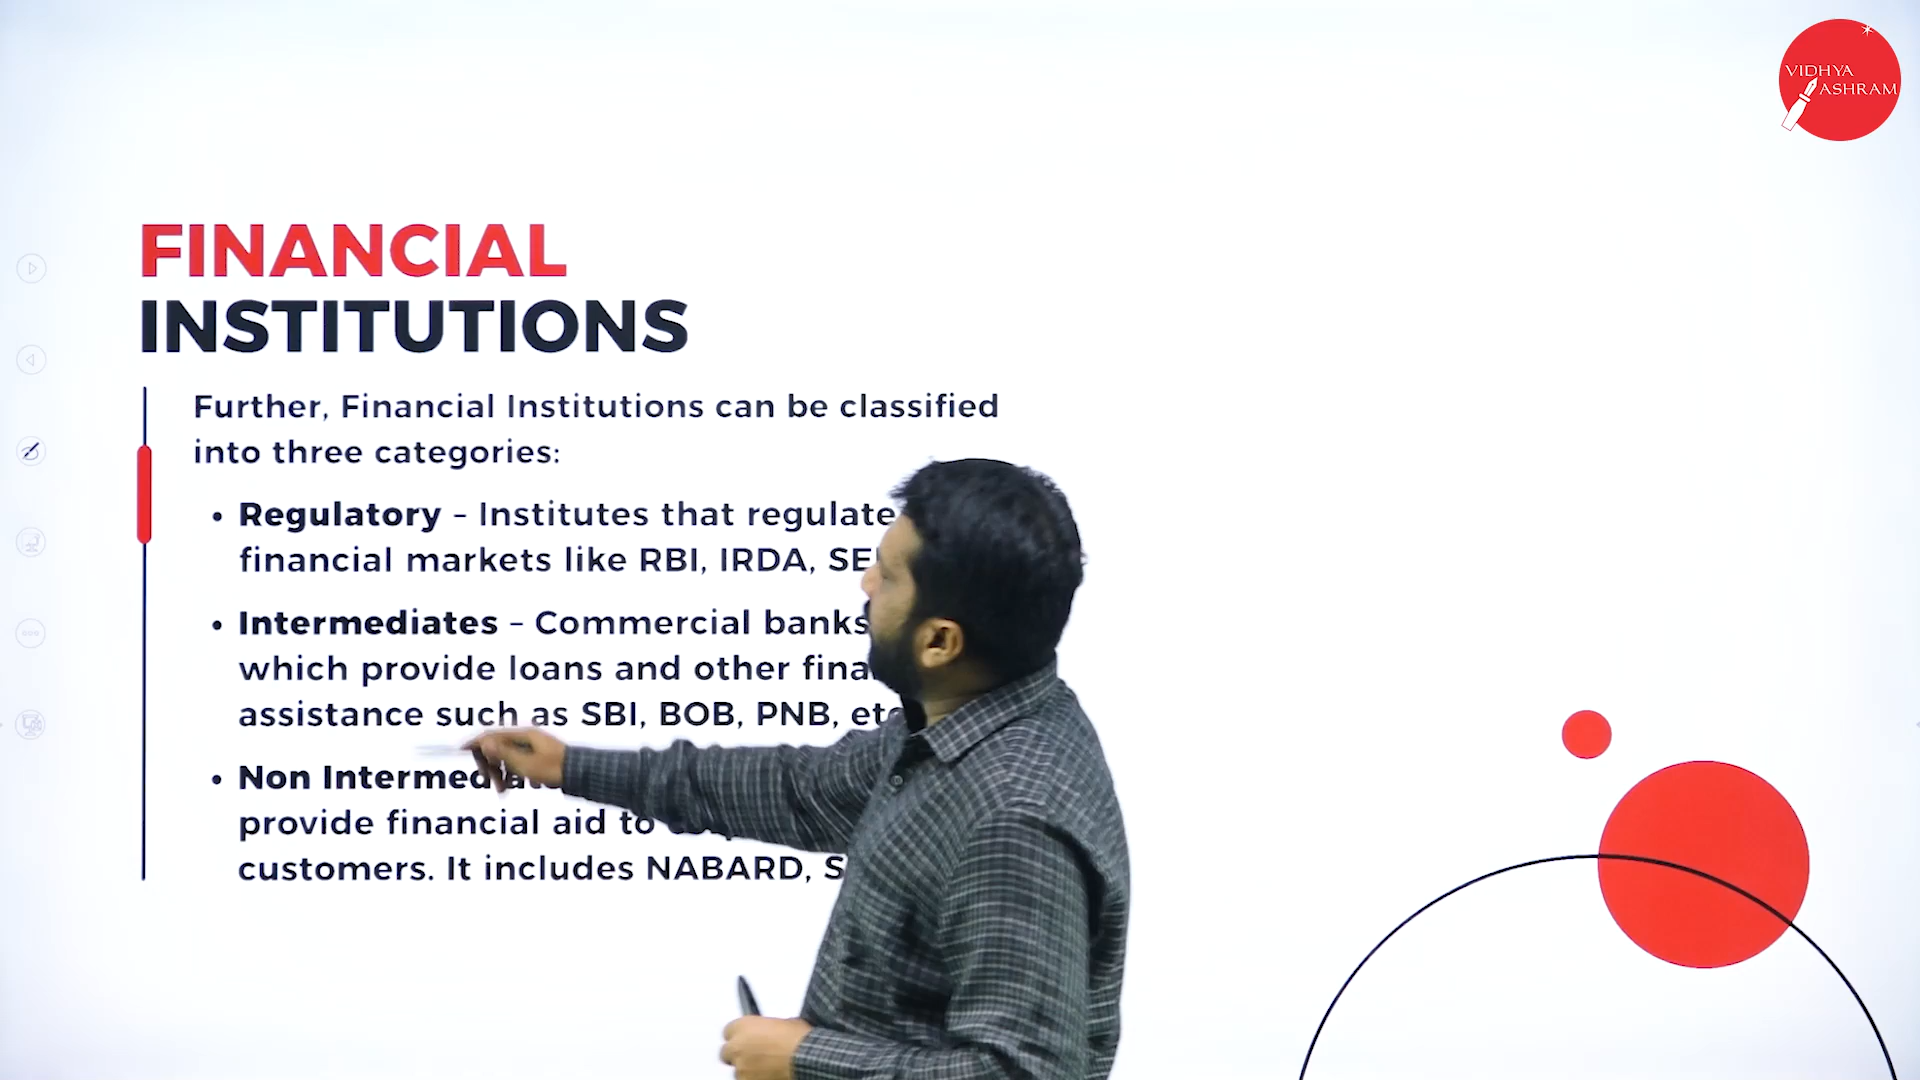 VIDHYA
ASHRAM
FINANCIAL
INSTITUTIONS
Further, Financial Institutions can be classified
into three categories:
• Regulatory – Institutes that regulate
financial markets like RBI, IRDA,
• Intermediates – Commercial banks
which provide loans and other
assistance such as SBI, BOB, PNB,
• Non
provide financial aid to
customers. It includes NABARD,